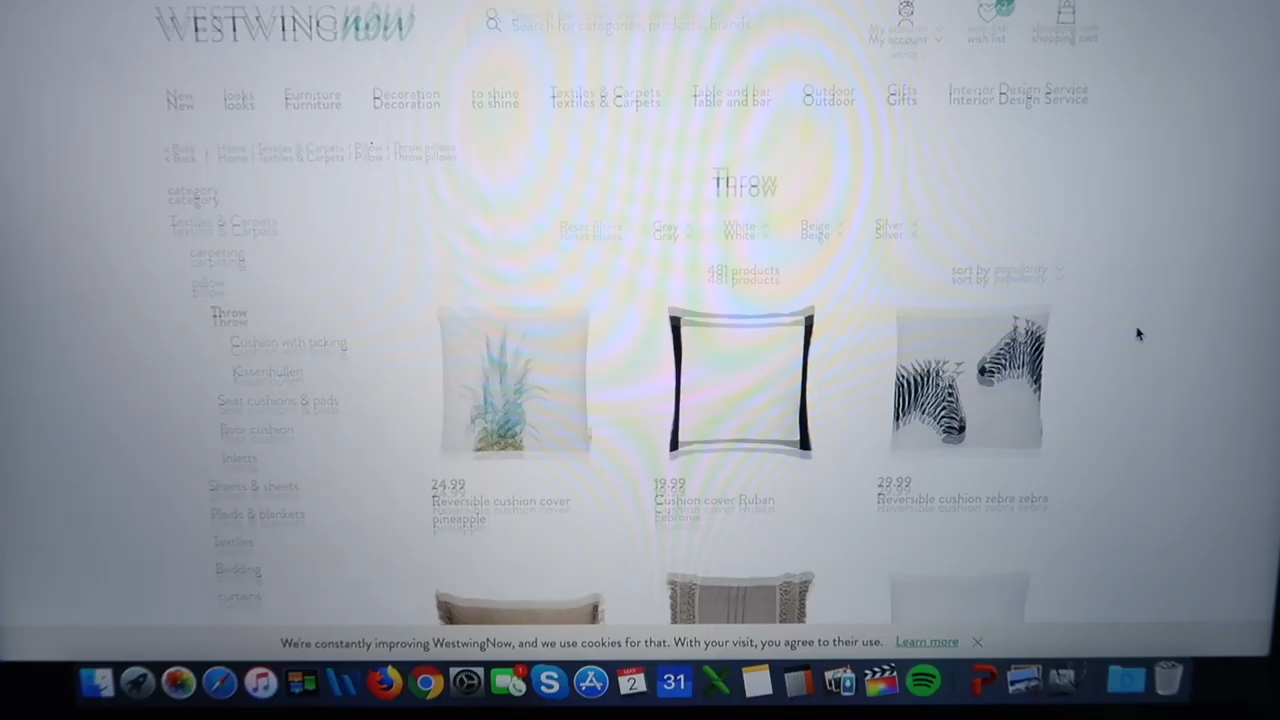 WESTWINGnow
Search for categories, products, brands
My account
wish list
shopping cart
New
looks
Furniture
Decoration
to shine
Textiles & Carpets
Table and bar
Outdoor
Gifts
Interior Design Service
< Back | Home / Textiles & Carpets / Pillow / Throw pillows
category
Textiles & Carpets
carpeting
pillow
Throw
Cushion with ticking
Kissenhüllen
Seat cushions & pads
floor cushion
Inletts
Sheets & sheets
Plaids & blankets
Textiles
Bedding
curtains
Throw
Reset filters
Gray
White
Beige
Silver
481 products
sort by popularity
24.99
Reversible cushion cover
pineapple
19.99
Cushion cover Ruban
29.99
Reversible cushion zebra zebra
We're constantly improving WestwingNow, and we use cookies for that. With your visit, you agree to their use. Learn more
1
2
31